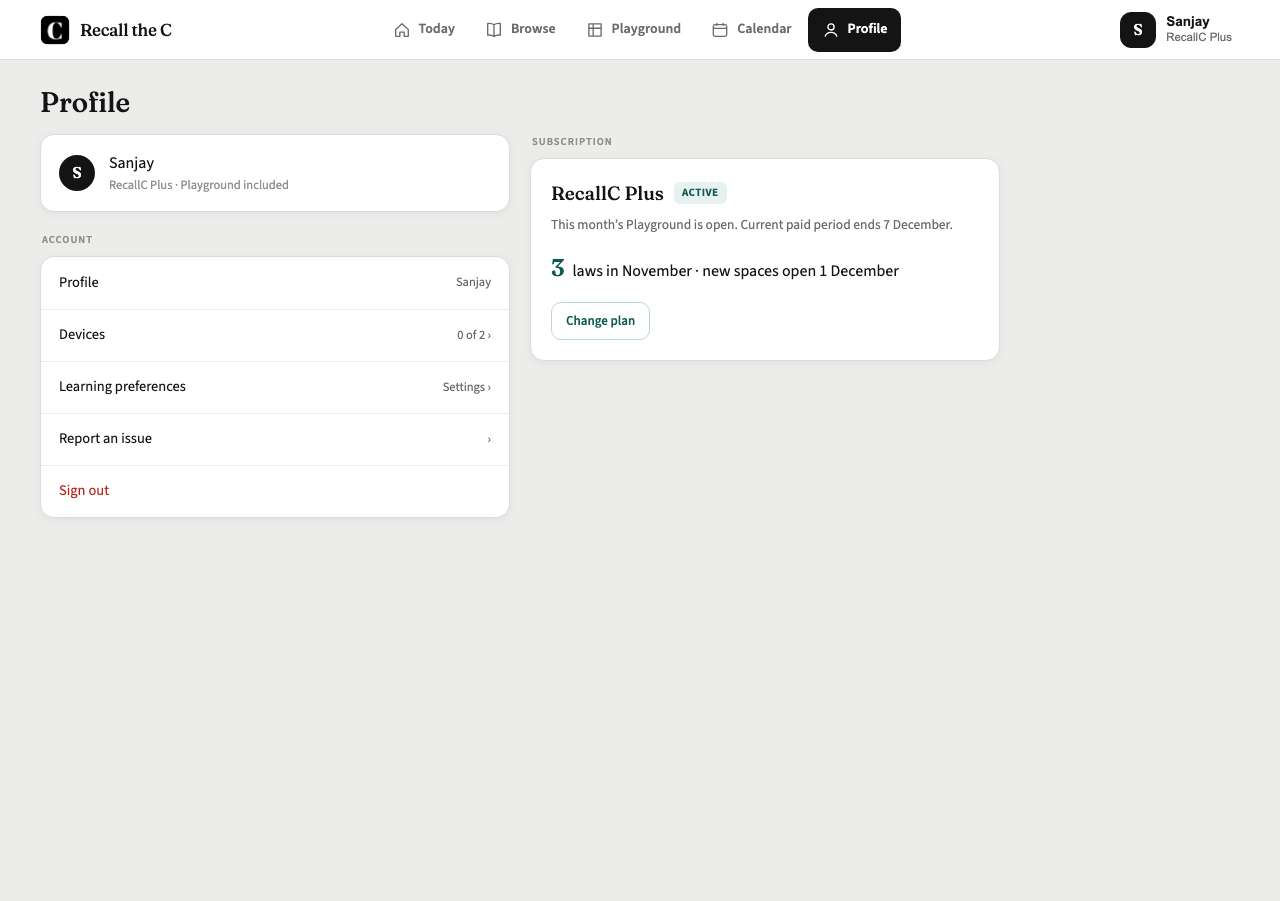 C Recall the C
Today
Browse
Playground
Calendar
Profile
S
Sanjay
RecallC Plus
Profile
S
Sanjay
RecallC Plus · Playground included
ACCOUNT
Profile
Sanjay
Devices
0 of 2 ›
Learning preferences
Settings ›
Report an issue
›
Sign out
SUBSCRIPTION
RecallC Plus ACTIVE
This month's Playground is open. Current paid period ends 7 December.
3 laws in November · new spaces open 1 December
Change plan